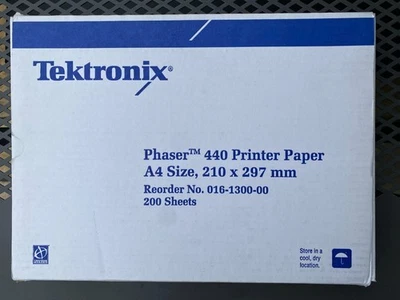 Tektronix®
Phaser™ 440 Printer Paper
A4 Size, 210 x 297 mm
Reorder No. 016-1300-00
200 Sheets
Store in a
cool, dry
location.